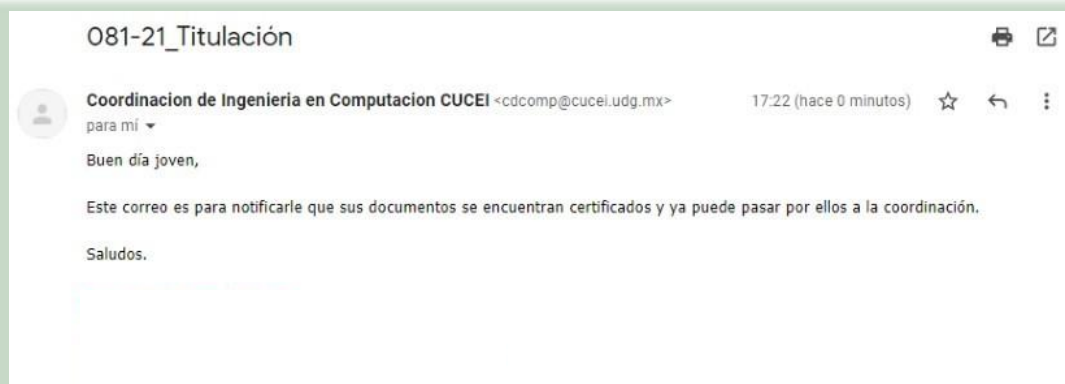 081-21_Titulación
Coordinacion de Ingenieria en Computacion CUCEI <cdcomp@cucei.udg.mx> 17:22 (hace 0 minutos)
para mí
Buen día joven,
Este correo es para notificarle que sus documentos se encuentran certificados y ya puede pasar por ellos a la coordinación.
Saludos.